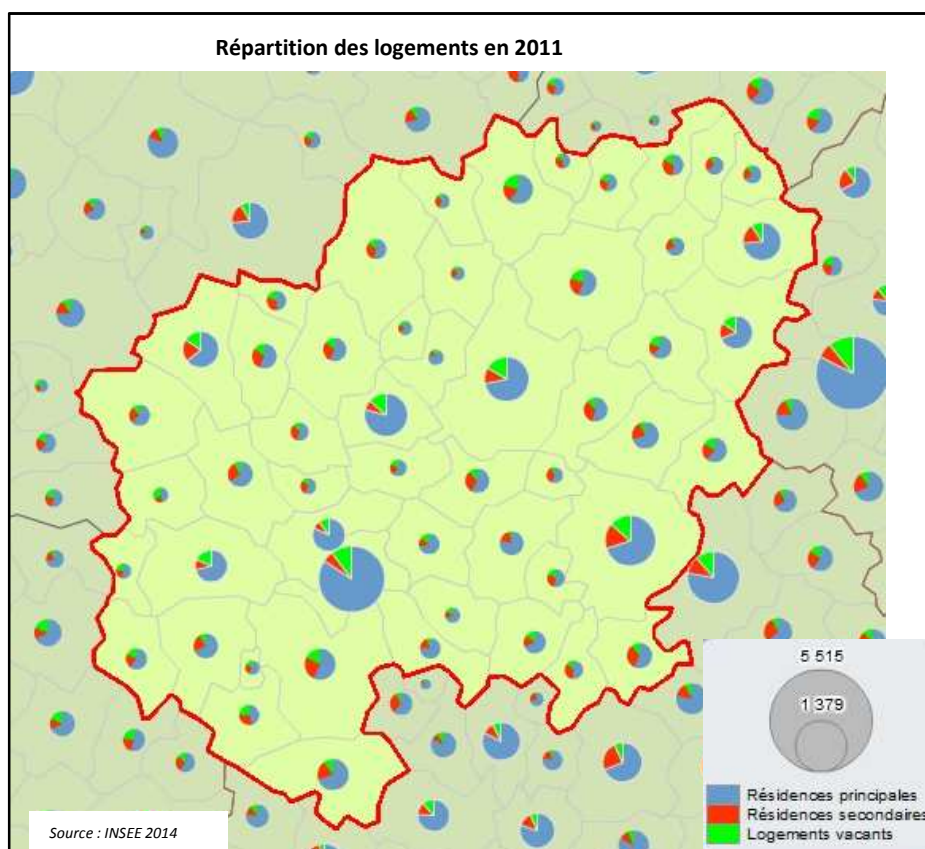 Répartition des logements en 2011
5 515
1 379
Résidences principales
Résidences secondaires
Logements vacants
Source : INSEE 2014